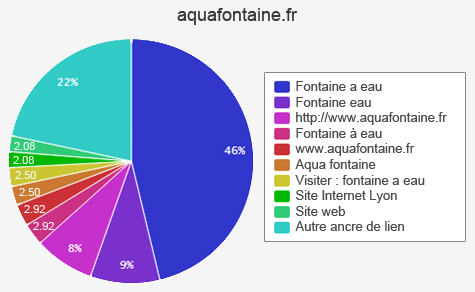 aquafontaine.fr
46%
9%
8%
2.92
2.92
2.50
2.50
2.08
2.08
22%
Fontaine a eau
Fontaine eau
http://www.aquafontaine.fr
Fontaine à eau
www.aquafontaine.fr
Aqua fontaine
Visiter : fontaine a eau
Site Internet Lyon
Site web
Autre ancre de lien